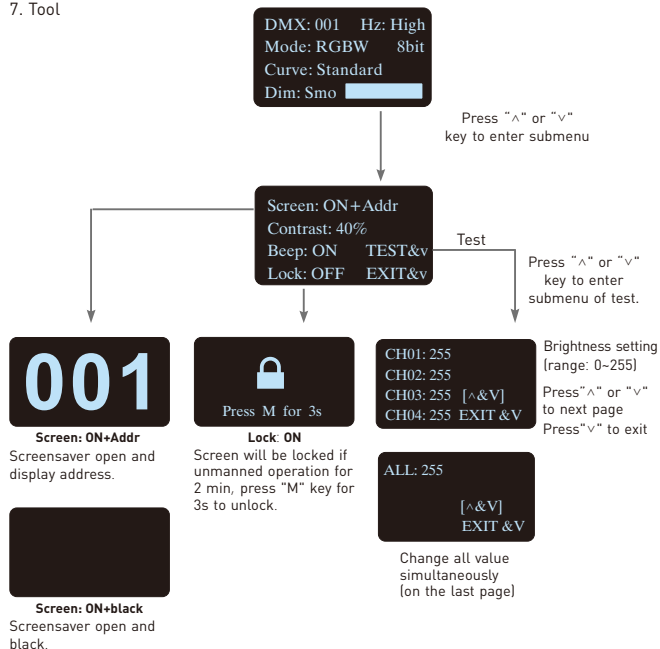 7. Tool
DMX: 001 Hz: High
Mode: RGBW 8bit
Curve: Standard
Dim: Smo
Press "∧" or "∨"
key to enter submenu
Screen: ON+Addr
Contrast: 40%
Beep: ON TEST&v
Lock: OFF EXIT&v
Test
Press "∧" or "∨"
key to enter
submenu of test.
001
Screen: ON+Addr
Screensaver open and
display address.
Press M for 3s
Lock: ON
Screen will be locked if
unmanned operation for
2 min, press "M" key for
3s to unlock.
CH01: 255
CH02: 255
CH03: 255 [∧&V]
CH04: 255 EXIT &V
Brightness setting
(range: 0~255)
Press"∧" or "∨"
to next page
Press"∨" to exit
ALL: 255
[∧&V]
EXIT &V
Change all value
simultaneously
(on the last page)
Screen: ON+black
Screensaver open and
black.